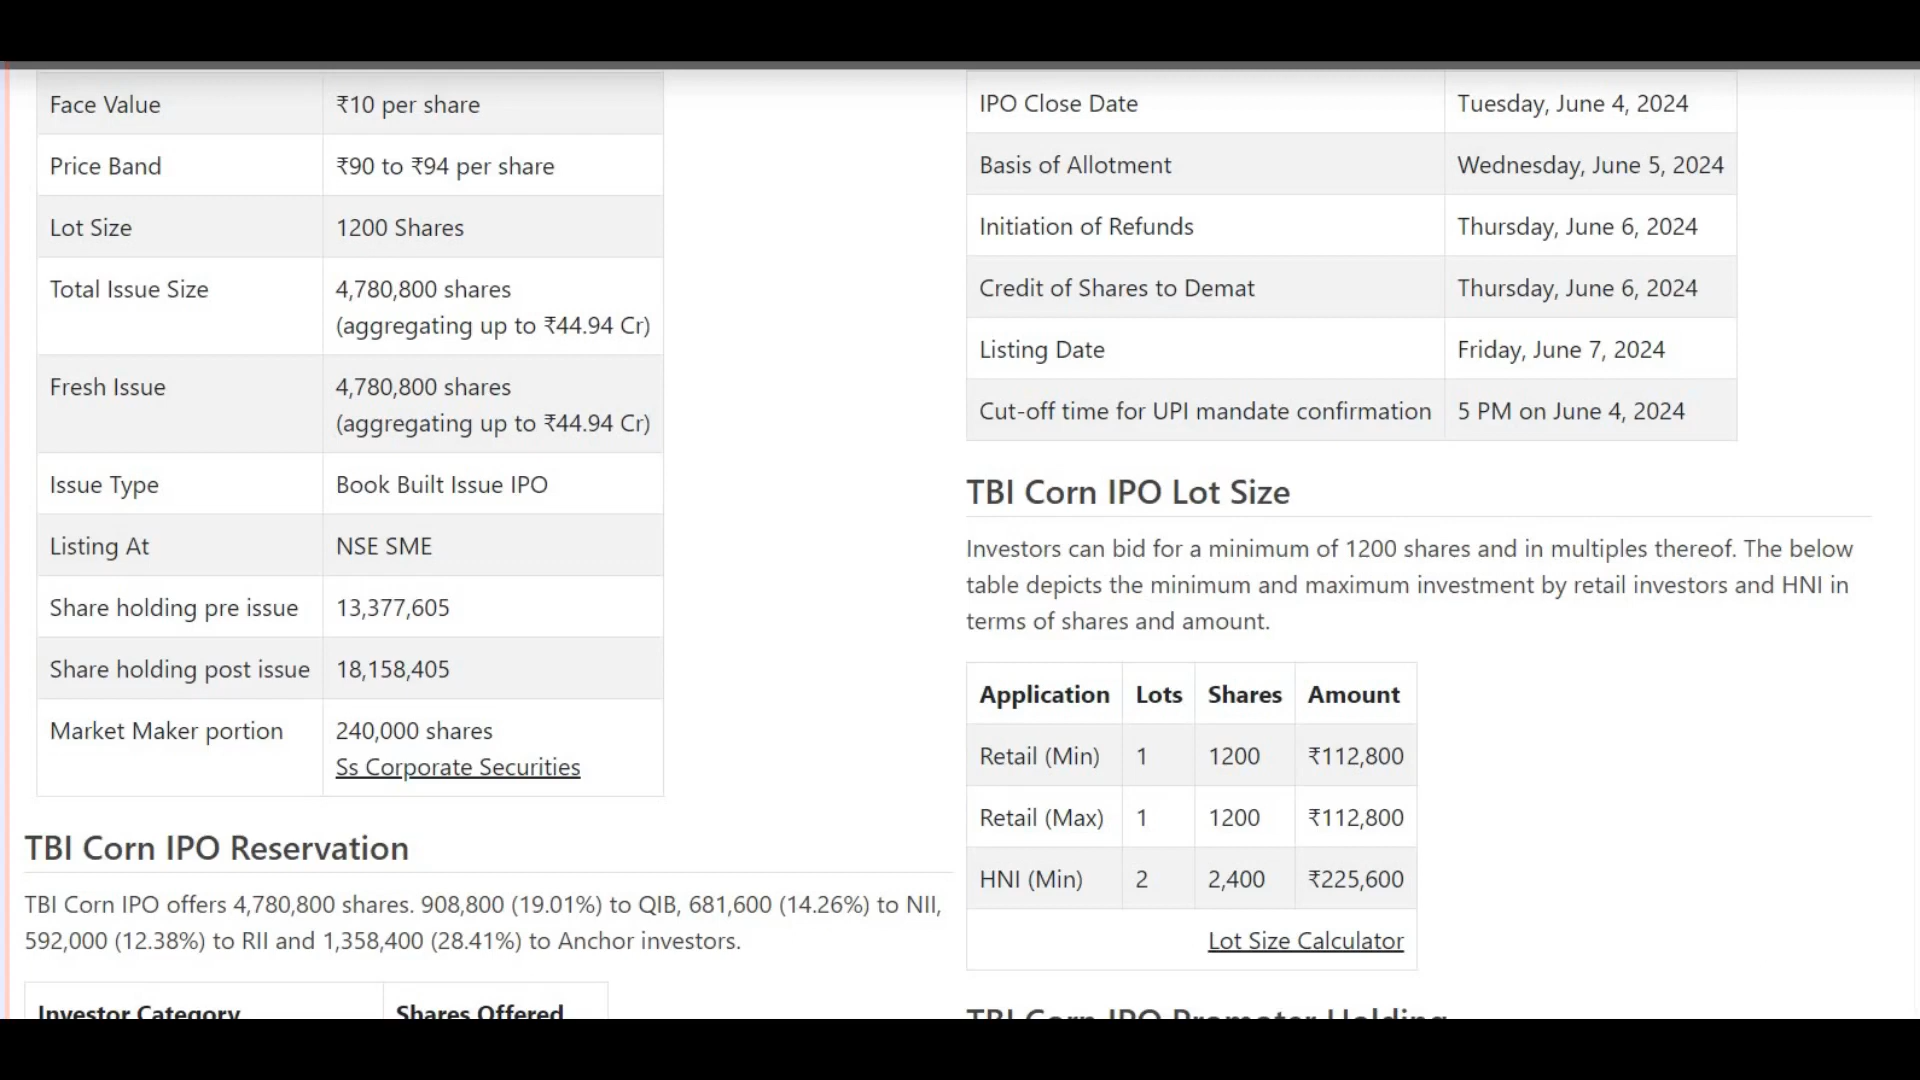 Face Value ₹10 per share
Price Band ₹90 to ₹94 per share
Lot Size 1200 Shares
Total Issue Size 4,780,800 shares
(aggregating up to ₹44.94 Cr)
Fresh Issue 4,780,800 shares
(aggregating up to ₹44.94 Cr)
Issue Type Book Built Issue IPO
Listing At NSE SME
Share holding pre issue 13,377,605
Share holding post issue 18,158,405
Market Maker portion 240,000 shares
Ss Corporate Securities
TBI Corn IPO Reservation
TBI Corn IPO offers 4,780,800 shares. 908,800 (19.01%) to QIB, 681,600 (14.26%) to NII,
592,000 (12.38%) to RII and 1,358,400 (28.41%) to Anchor investors.
Investor Category Shares Offered
IPO Close Date Tuesday, June 4, 2024
Basis of Allotment Wednesday, June 5, 2024
Initiation of Refunds Thursday, June 6, 2024
Credit of Shares to Demat Thursday, June 6, 2024
Listing Date Friday, June 7, 2024
Cut-off time for UPI mandate confirmation 5 PM on June 4, 2024
TBI Corn IPO Lot Size
Investors can bid for a minimum of 1200 shares and in multiples thereof. The below
table depicts the minimum and maximum investment by retail investors and HNI in
terms of shares and amount.
Application Lots Shares Amount
Retail (Min) 1 1200 ₹112,800
Retail (Max) 1 1200 ₹112,800
HNI (Min) 2 2,400 ₹225,600
Lot Size Calculator
TBI Corn IPO Promoter Holding